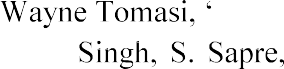 Wayne Tomasi, ‘
Singh, S. Sapre,